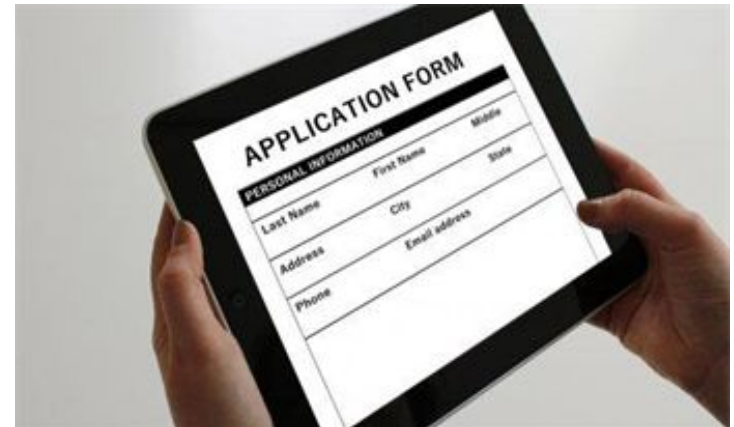 APPLICATION FORM
PERSONAL INFORMATION
Last Name First Name Middle
Address City State
Phone Email address